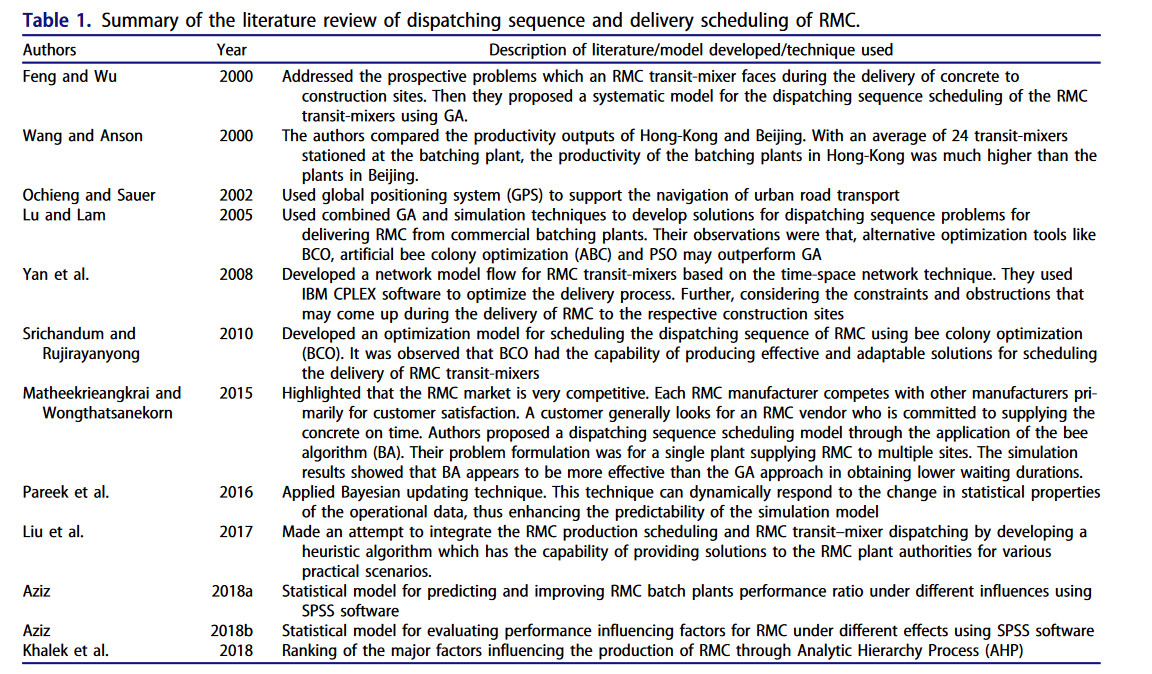 Table 1. Summary of the literature review of dispatching sequence and delivery scheduling of RMC.
Authors Year Description of literature/model developed/technique used
Feng and Wu 2000 Addressed the prospective problems which an RMC transit-mixer faces during the delivery of concrete to
construction sites. Then they proposed a systematic model for the dispatching sequence scheduling of the RMC
transit-mixers using GA.
Wang and Anson 2000 The authors compared the productivity outputs of Hong-Kong and Beijing. With an average of 24 transit-mixers
stationed at the batching plant, the productivity of the batching plants in Hong-Kong was much higher than the
plants in Beijing.
Ochieng and Sauer 2002 Used global positioning system (GPS) to support the navigation of urban road transport
Lu and Lam 2005 Used combined GA and simulation techniques to develop solutions for dispatching sequence problems for
delivering RMC from commercial batching plants. Their observations were that, alternative optimization tools like
BCO, artificial bee colony optimization (ABC) and PSO may outperform GA
Yan et al. 2008 Developed a network model flow for RMC transit-mixers based on the time-space network technique. They used
IBM CPLEX software to optimize the delivery process. Further, considering the constraints and obstructions that
may come up during the delivery of RMC to the respective construction sites
Srichandum and 2010 Developed an optimization model for scheduling the dispatching sequence of RMC using bee colony optimization
Rujirayanyong (BCO). It was observed that BCO had the capability of producing effective and adaptable solutions for scheduling
the delivery of RMC transit-mixers
Matheekrieangkrai and 2015 Highlighted that the RMC market is very competitive. Each RMC manufacturer competes with other manufacturers pri-
Wongthatsanekorn marily for customer satisfaction. A customer generally looks for an RMC vendor who is committed to supplying the
concrete on time. Authors proposed a dispatching sequence scheduling model through the application of the bee
algorithm (BA). Their problem formulation was for a single plant supplying RMC to multiple sites. The simulation
results showed that BA appears to be more effective than the GA approach in obtaining lower waiting durations.
Pareek et al. 2016 Applied Bayesian updating technique. This technique can dynamically respond to the change in statistical properties
of the operational data, thus enhancing the predictability of the simulation model
Liu et al. 2017 Made an attempt to integrate the RMC production scheduling and RMC transit–mixer dispatching by developing a
heuristic algorithm which has the capability of providing solutions to the RMC plant authorities for various
practical scenarios.
Aziz 2018a Statistical model for predicting and improving RMC batch plants performance ratio under different influences using
SPSS software
Aziz 2018b Statistical model for evaluating performance influencing factors for RMC under different effects using SPSS software
Khalek et al. 2018 Ranking of the major factors influencing the production of RMC through Analytic Hierarchy Process (AHP)